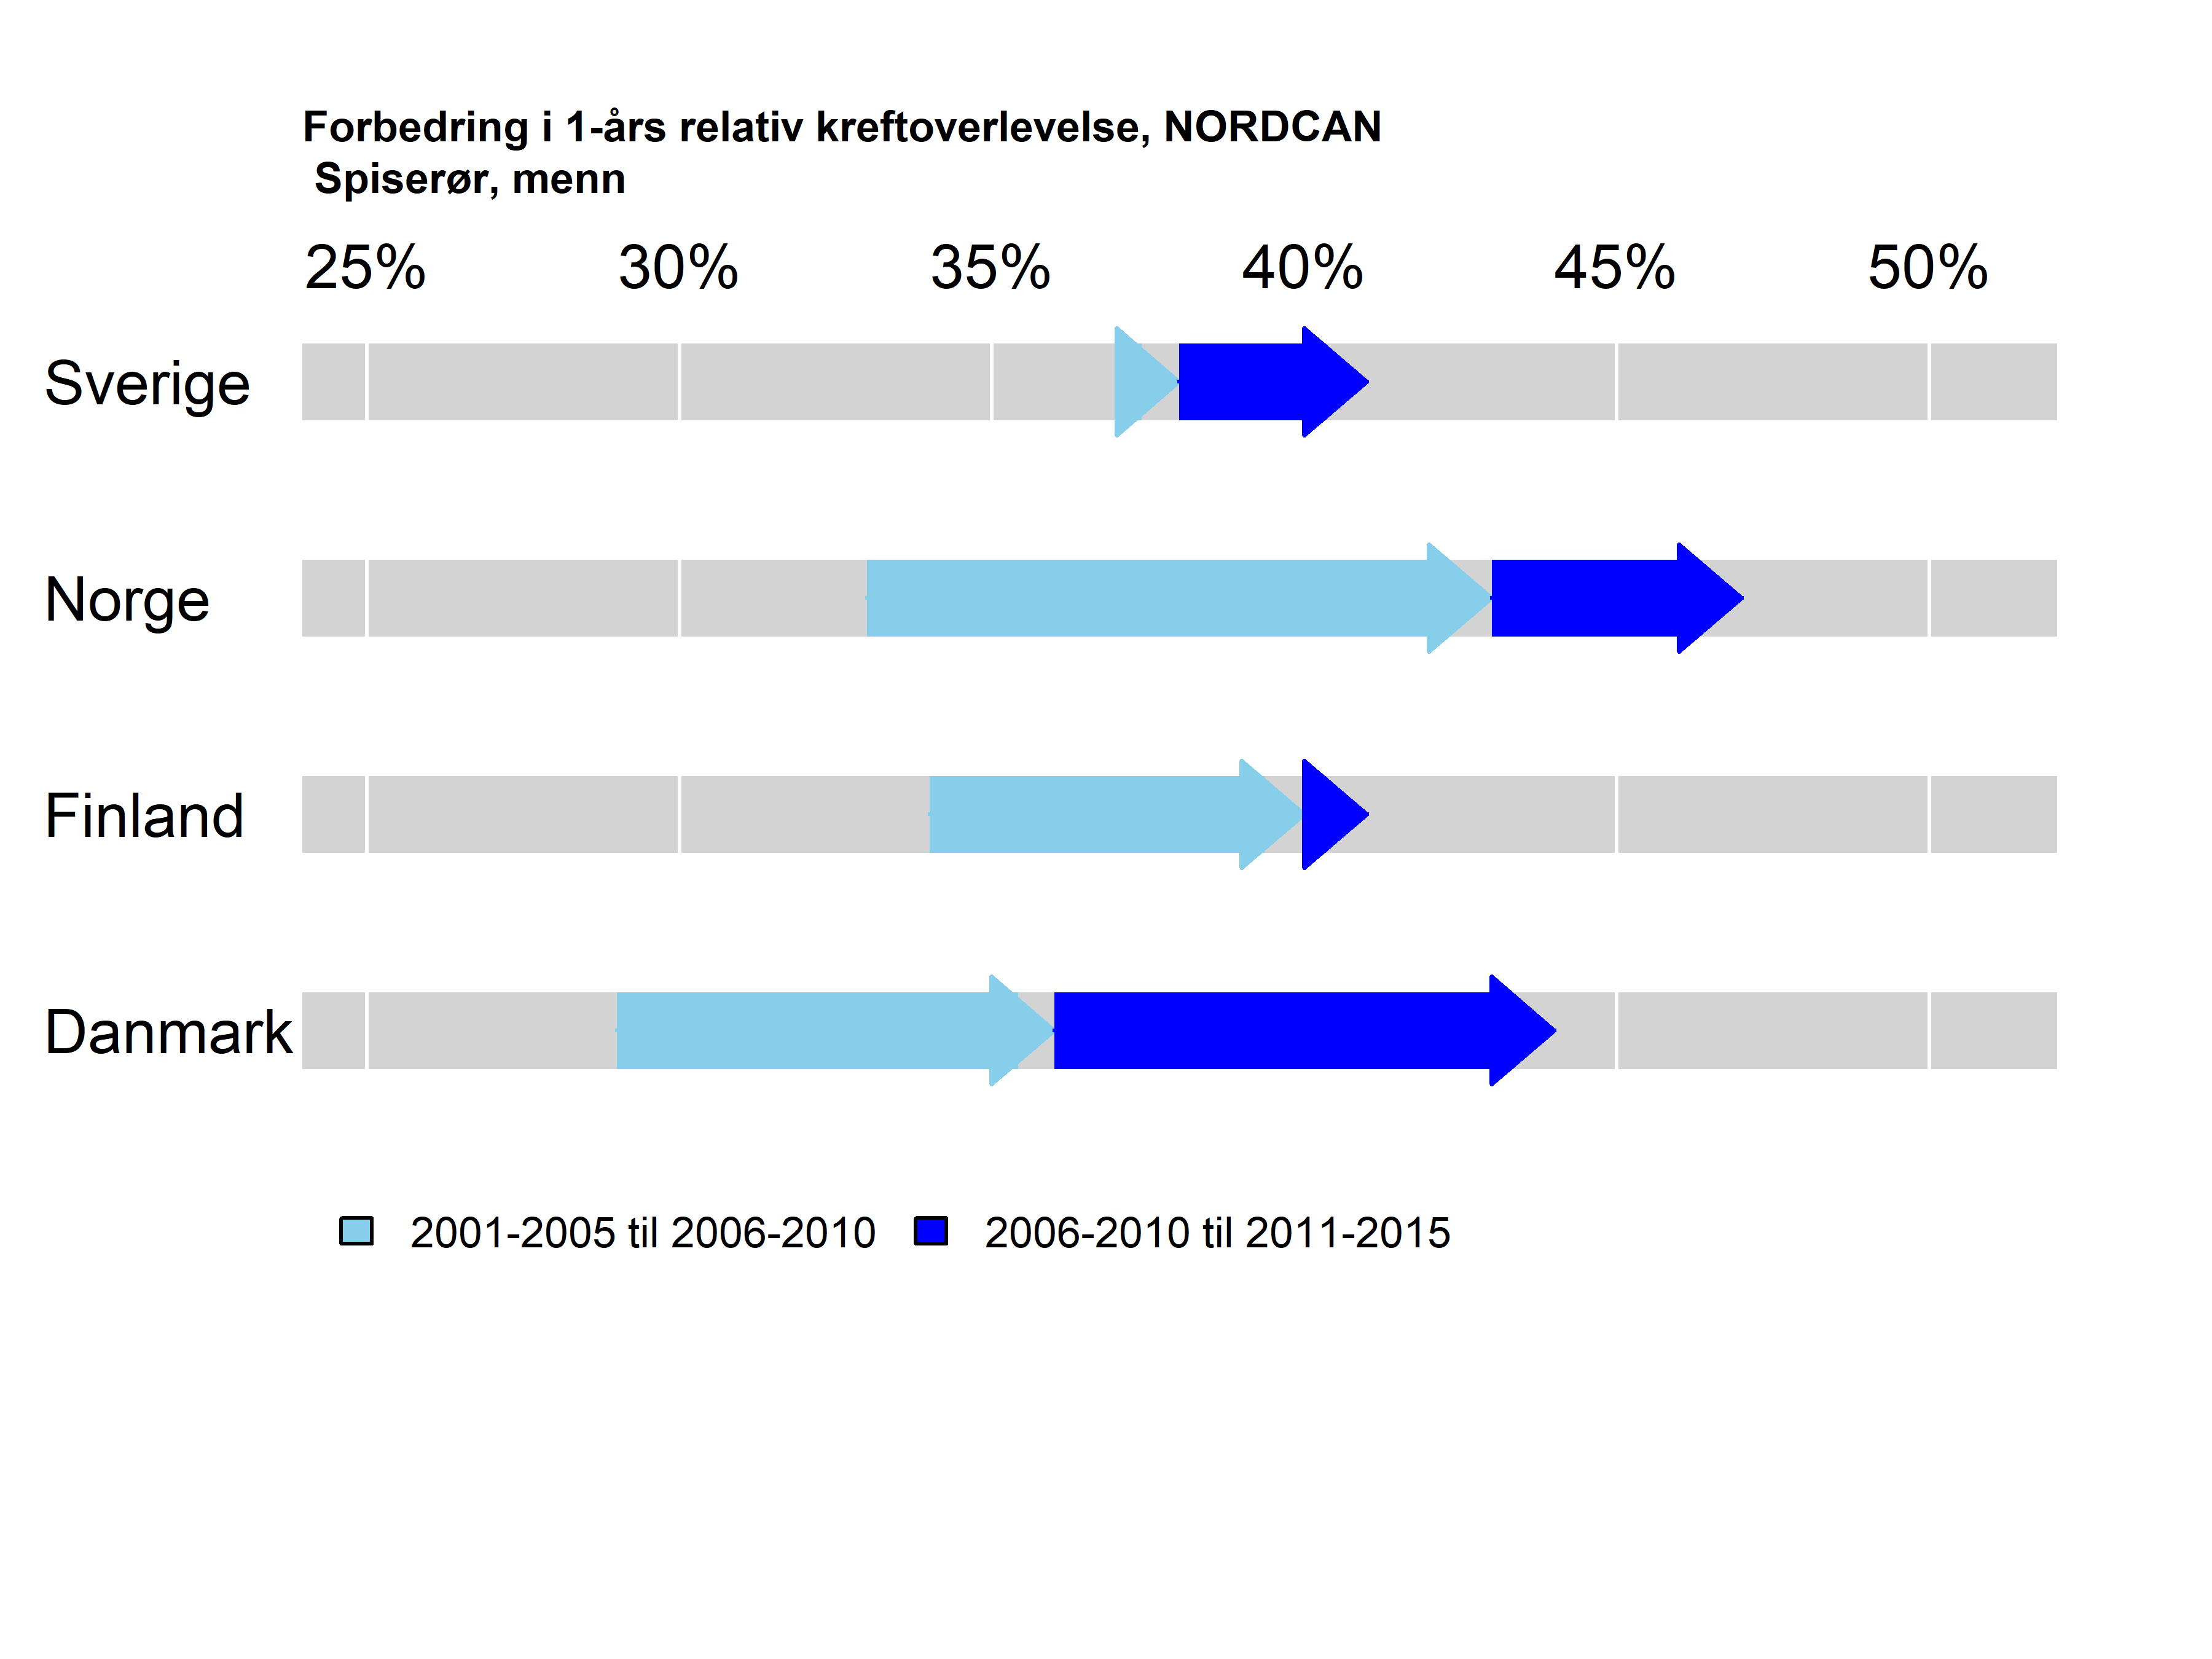 Forbedring i 1-års relativ kreftoverlevelse, NORDCAN
Spiserør, menn
25% 30% 35% 40% 45% 50%
Sverige
Norge
Finland
Danmark
2001-2005 til 2006-2010 2006-2010 til 2011-2015